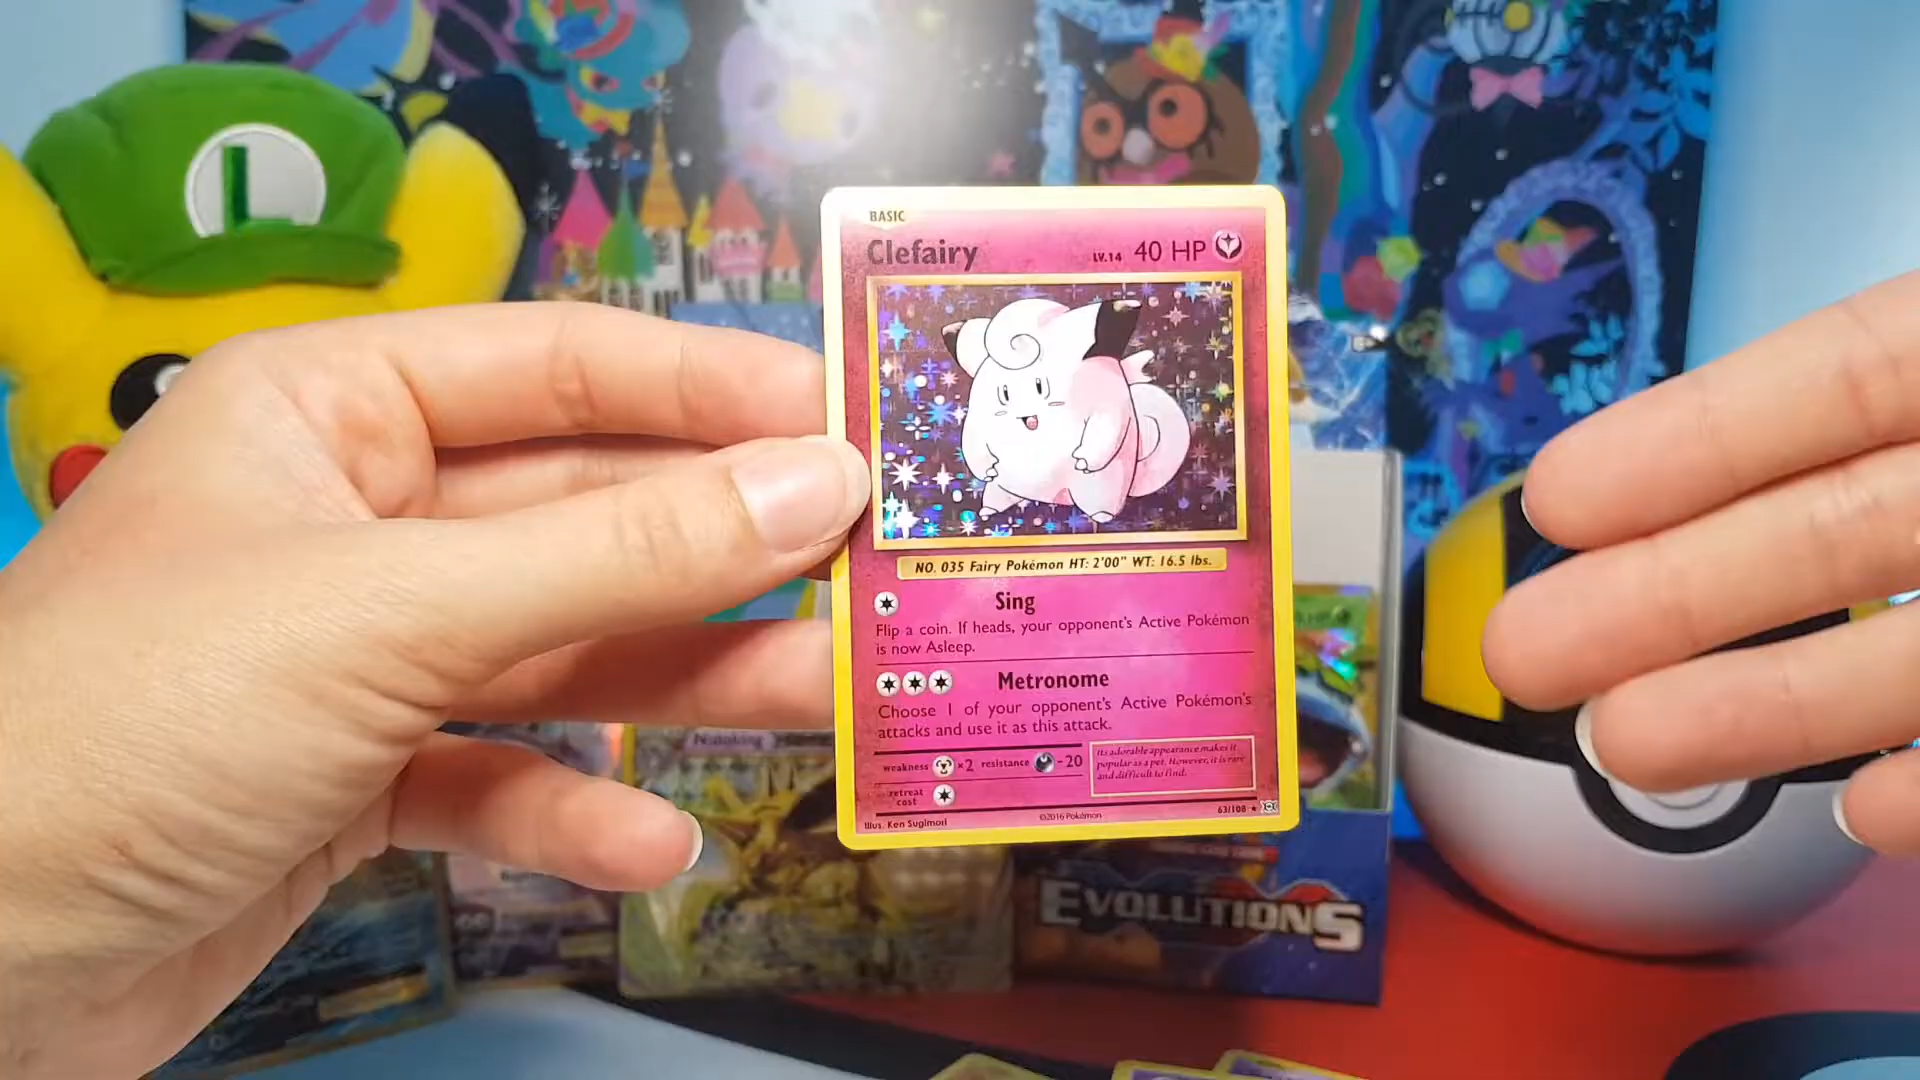 L
BASIC
Clefairy LV.14 40 HP
NO. 035 Fairy Pokémon HT: 2'00" WT: 16.5 lbs.
Sing
Flip a coin. If heads, your opponent's Active Pokémon
is now Asleep.
Metronome
Choose 1 of your opponent's Active Pokémon's
attacks and use it as this attack.
weakness ×2 resistance -20
Its adorable appearance makes it
popular as a pet. However, it is rare
and difficult to find.
retreat
cost
Illus. Ken Sugimori ©2016 Pokémon 63/108
Nidoking
EVOLUTIONS